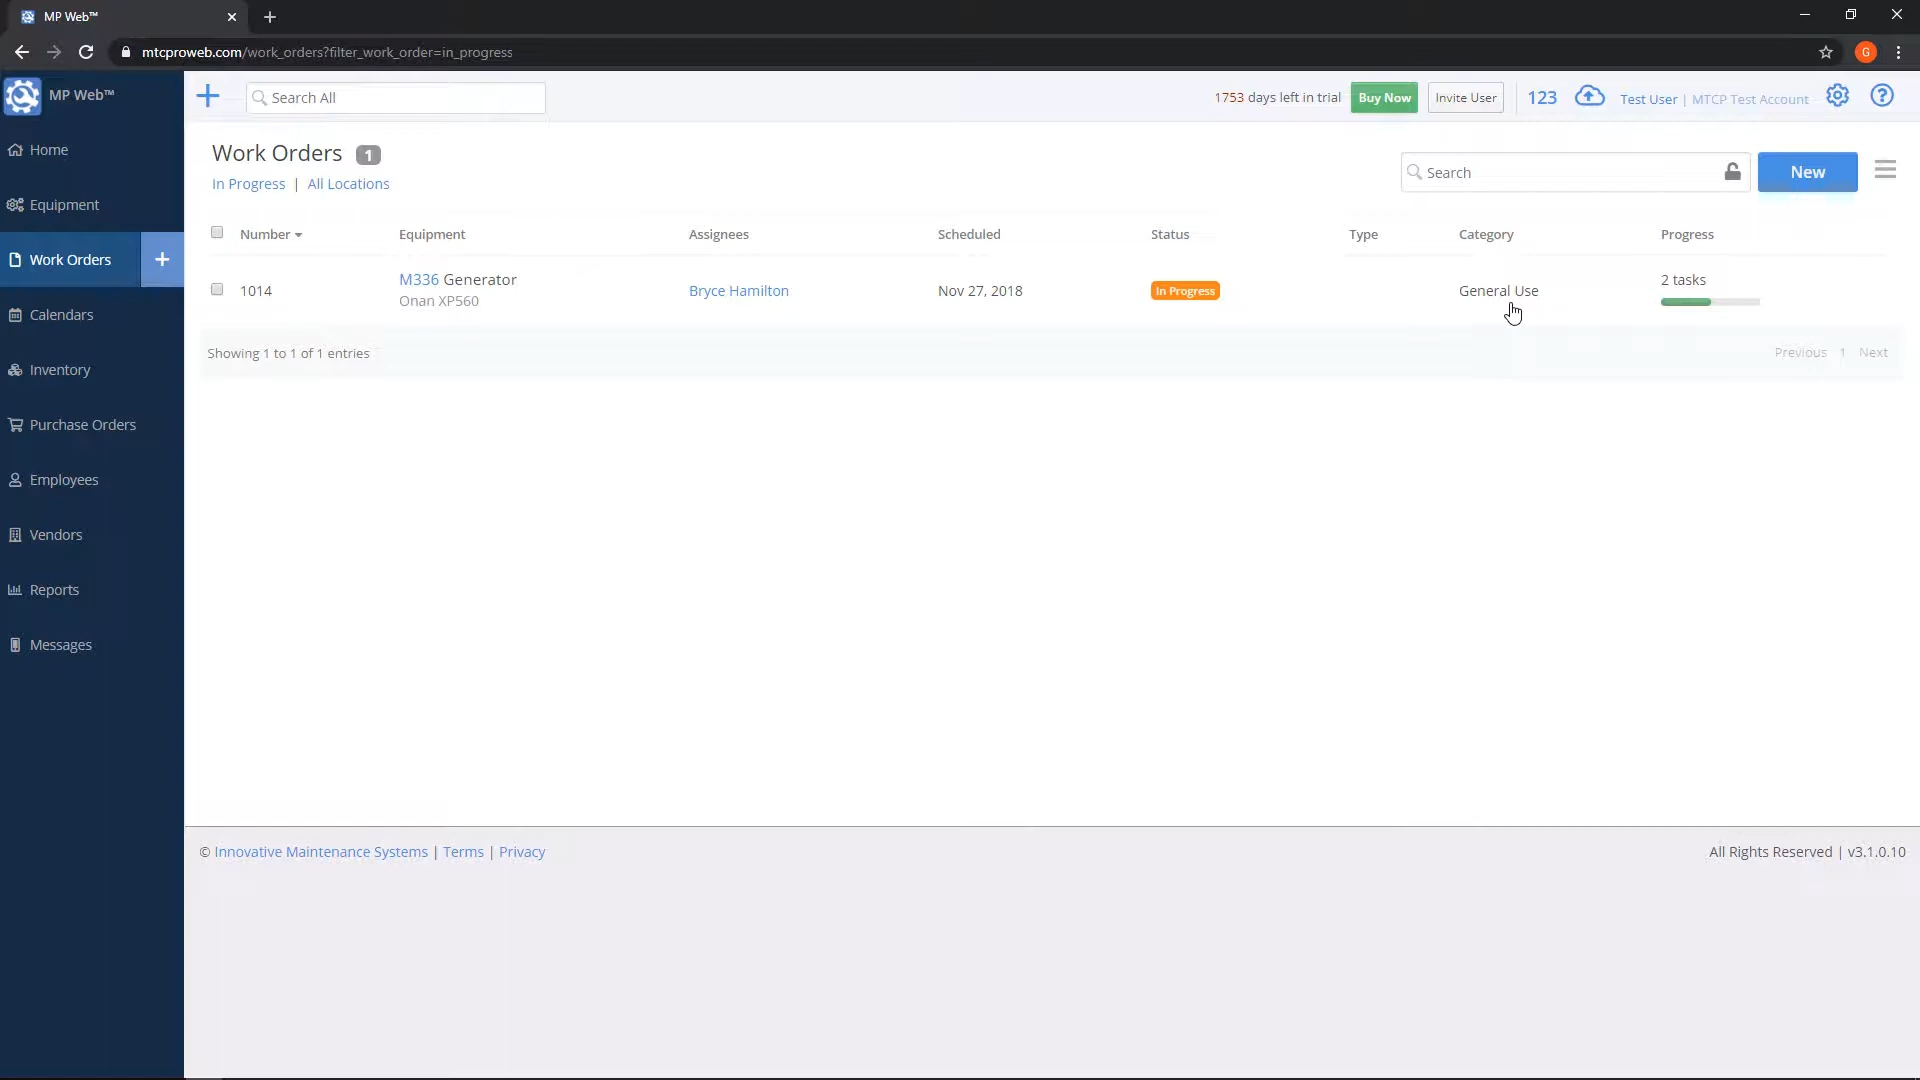 MP Web™
mtcproweb.com/work_orders?filter_work_order=in_progress
G
MP Web™
Search All
1753 days left in trial
Buy Now
Invite User
123
Test User | MTCP Test Account
Home
Equipment
Work Orders
Calendars
Inventory
Purchase Orders
Employees
Vendors
Reports
Messages
Work Orders 1
In Progress | All Locations
Search
New
Number Equipment Assignees Scheduled Status Type Category Progress
1014 M336 Generator Bryce Hamilton Nov 27, 2018 In Progress General Use 2 tasks
Onan XP560
Showing 1 to 1 of 1 entries
Previous 1 Next
© Innovative Maintenance Systems | Terms | Privacy
All Rights Reserved | v3.1.0.10